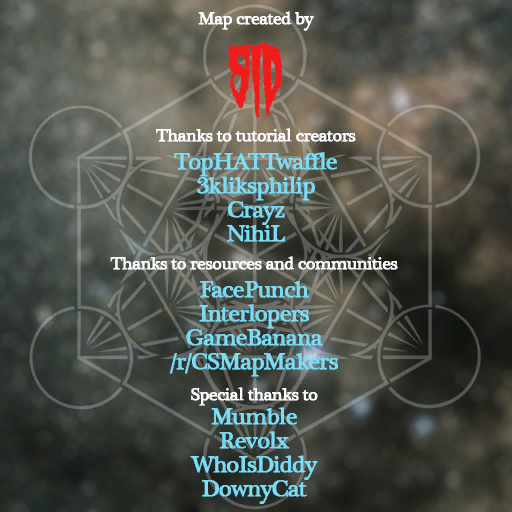 Map created by
SID
Thanks to tutorial creators
TopHATTwaffle
3kliksphilip
Crayz
NihiL
Thanks to resources and communities
FacePunch
Interlopers
GameBanana
/r/CSMapMakers
Special thanks to
Mumble
Revolx
WhoIsDiddy
DownyCat